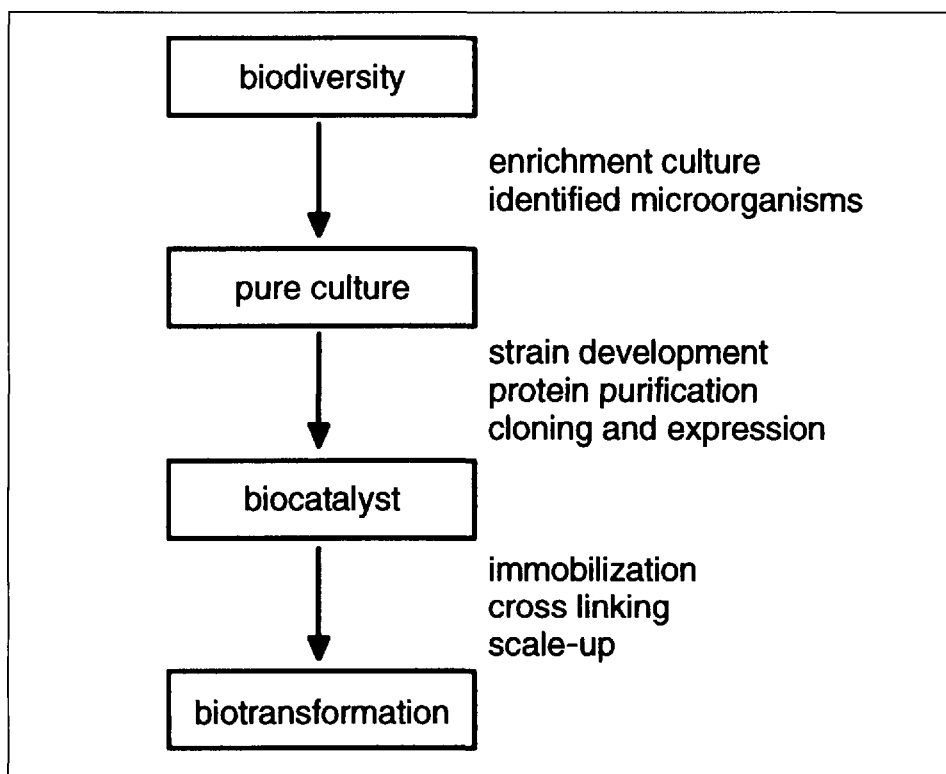 biodiversity
enrichment culture
identified microorganisms
pure culture
strain development
protein purification
cloning and expression
biocatalyst
immobilization
cross linking
scale-up
biotransformation